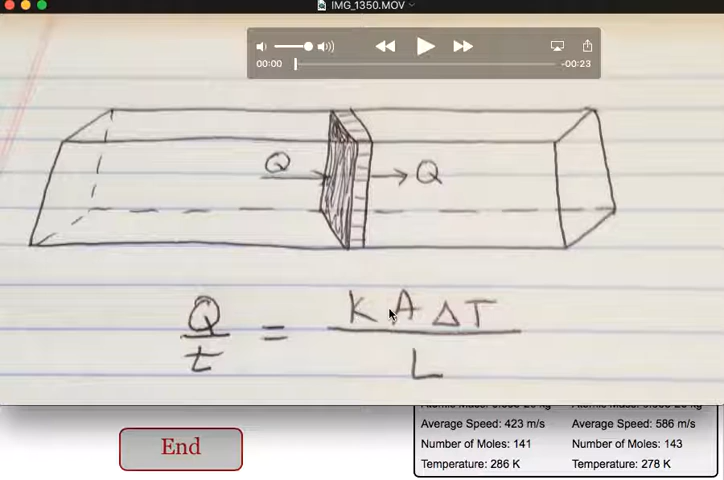 IMG_1350.MOV
00:00 -00:23
Q Q
Q/t = KAΔT/L
End
Average Speed: 423 m/s Average Speed: 586 m/s
Number of Moles: 141 Number of Moles: 143
Temperature: 286 K Temperature: 278 K